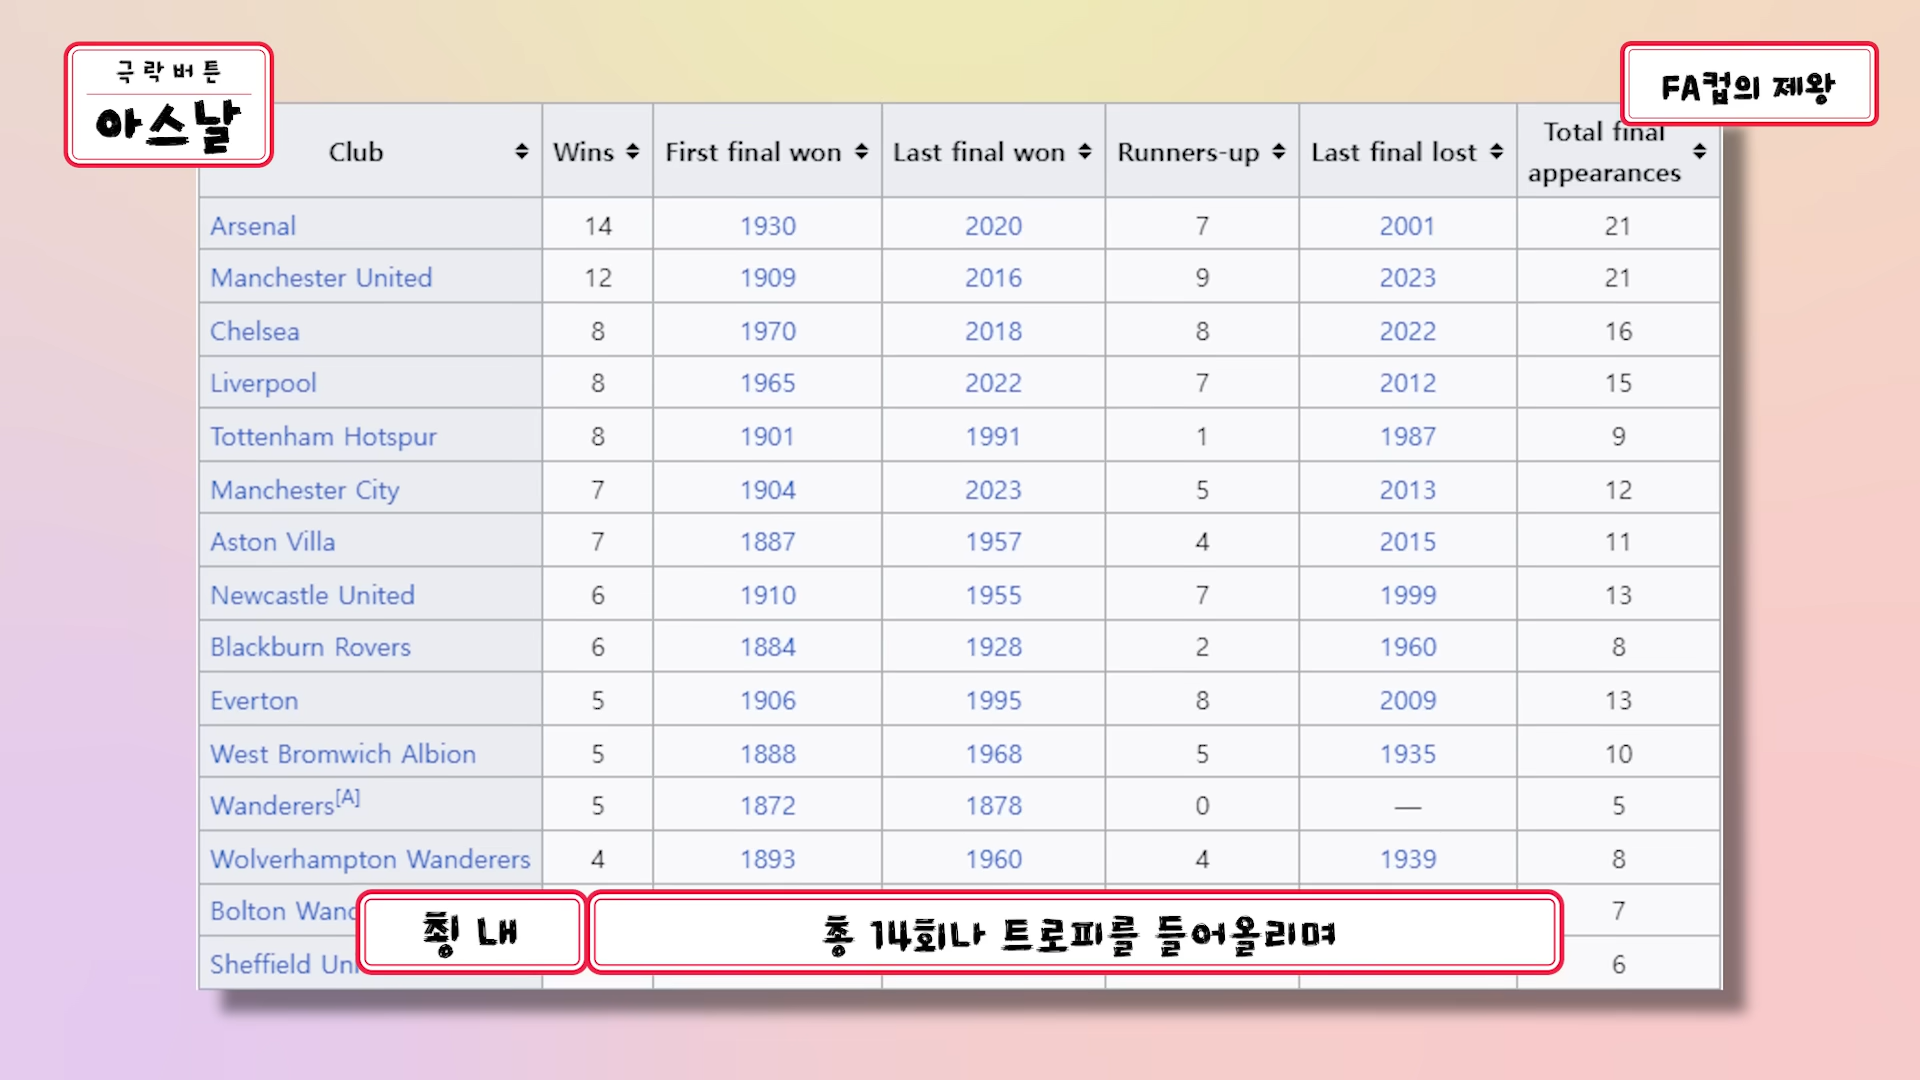 극락버튼
아스날
FA컵의 제왕
Club Wins First final won Last final won Runners-up Last final lost Total final appearances
Arsenal 14 1930 2020 7 2001 21
Manchester United 12 1909 2016 9 2023 21
Chelsea 8 1970 2018 8 2022 16
Liverpool 8 1965 2022 7 2012 15
Tottenham Hotspur 8 1901 1991 1 1987 9
Manchester City 7 1904 2023 5 2013 12
Aston Villa 7 1887 1957 4 2015 11
Newcastle United 6 1910 1955 7 1999 13
Blackburn Rovers 6 1884 1928 2 1960 8
Everton 5 1906 1995 8 2009 13
West Bromwich Albion 5 1888 1968 5 1935 10
Wanderers[A] 5 1872 1878 0 — 5
Wolverhampton Wanderers 4 1893 1960 4 1939 8
Bolton 7
Sheffield 6
췽 내
총 14회나 트로피를 들어올리며